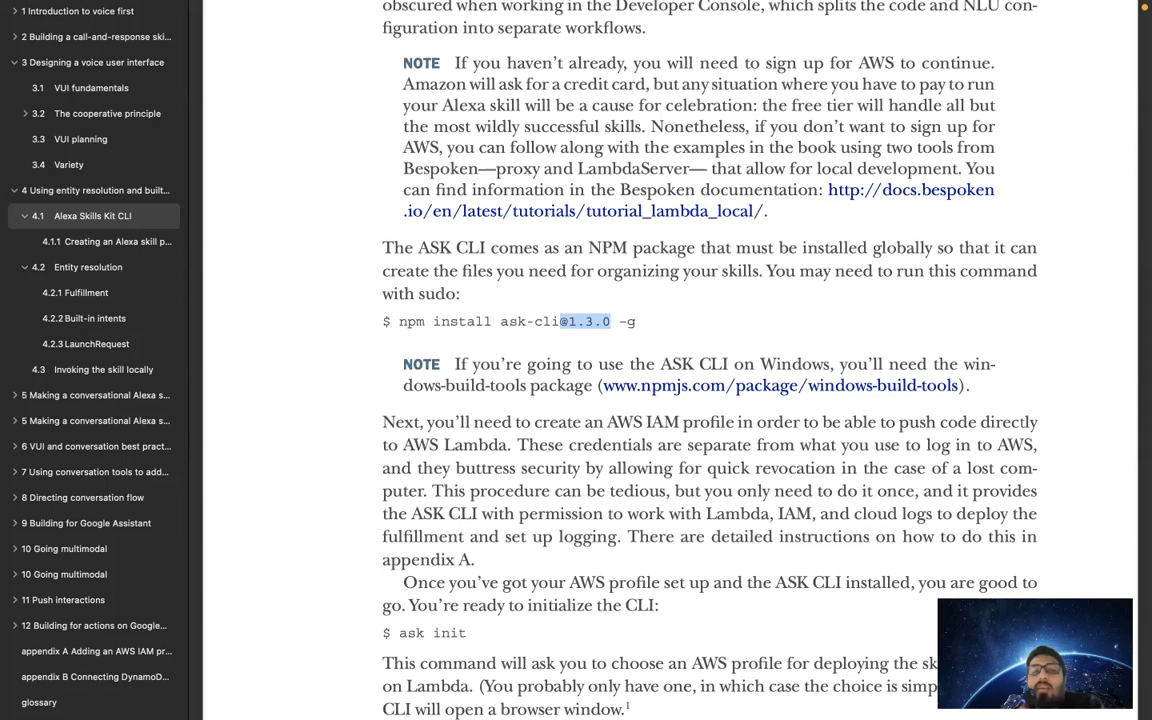 1 Introduction to voice first
2 Building a call-and-response ski...
3 Designing a voice user interface
3.1 VUI fundamentals
3.2 The cooperative principle
3.3 VUI planning
3.4 Variety
4 Using entity resolution and built...
4.1 Alexa Skills Kit CLI
4.1.1 Creating an Alexa skill p...
4.2 Entity resolution
4.2.1 Fulfillment
4.2.2 Built-in intents
4.2.3 LaunchRequest
4.3 Invoking the skill locally
5 Making a conversational Alexa s...
5 Making a conversational Alexa s...
6 VUI and conversation best pract...
7 Using conversation tools to add...
8 Directing conversation flow
9 Building for Google Assistant
10 Going multimodal
10 Going multimodal
11 Push interactions
12 Building for actions on Google...
appendix A Adding an AWS IAM pr...
appendix B Connecting DynamoD...
glossary
obscured when working in the Developer Console, which splits the code and NLU con-
figuration into separate workflows.
NOTE If you haven't already, you will need to sign up for AWS to continue.
Amazon will ask for a credit card, but any situation where you have to pay to run
your Alexa skill will be a cause for celebration: the free tier will handle all but
the most wildly successful skills. Nonetheless, if you don't want to sign up for
AWS, you can follow along with the examples in the book using two tools from
Bespoken—proxy and LambdaServer— that allow for local development. You
can find information in the Bespoken documentation: http://docs.bespoken
.io/en/latest/tutorials/tutorial_lambda_local/.
The ASK CLI comes as an NPM package that must be installed globally so that it can
create the files you need for organizing your skills. You may need to run this command
with sudo:
$ npm install ask-cli@1.3.0 -g
NOTE If you're going to use the ASK CLI on Windows, you'll need the win-
dows-build-tools package (www.npmjs.com/package/windows-build-tools).
Next, you'll need to create an AWS IAM profile in order to be able to push code directly
to AWS Lambda. These credentials are separate from what you use to log in to AWS,
and they buttress security by allowing for quick revocation in the case of a lost com-
puter. This procedure can be tedious, but you only need to do it once, and it provides
the ASK CLI with permission to work with Lambda, IAM, and cloud logs to deploy the
fulfillment and set up logging. There are detailed instructions on how to do this in
appendix A.
Once you've got your AWS profile set up and the ASK CLI installed, you are good to
go. You're ready to initialize the CLI:
$ ask init
This command will ask you to choose an AWS profile for deploying the sk
on Lambda. (You probably only have one, in which case the choice is simp
CLI will open a browser window.1